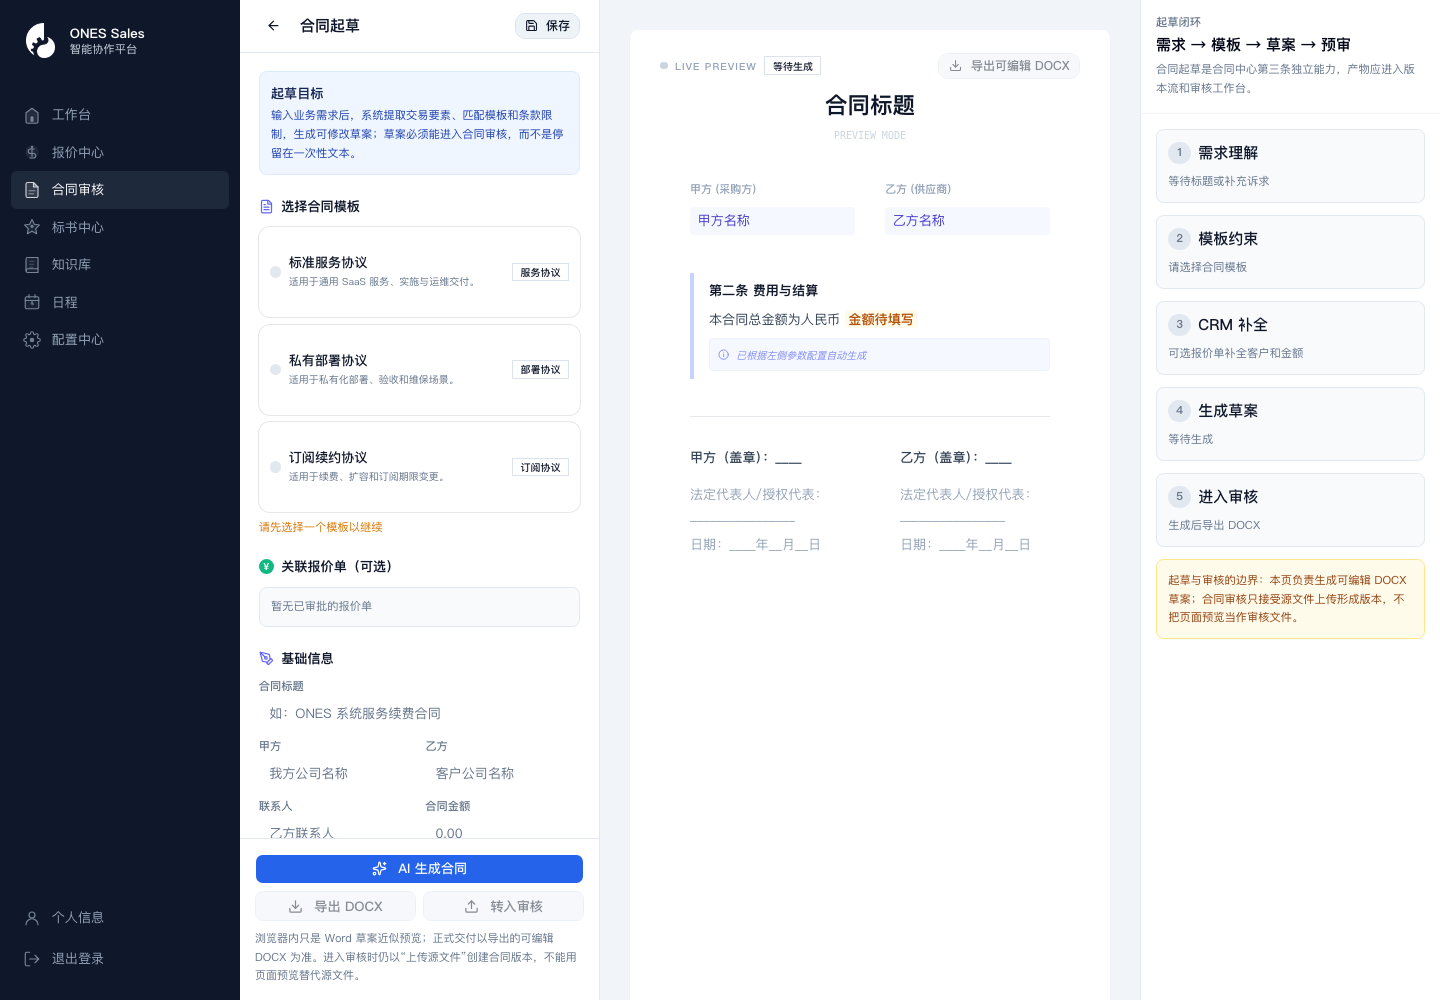 ONES Sales
智能协作平台
工作台
报价中心
合同审核
标书中心
知识库
日程
配置中心
个人信息
退出登录
合同起草
保存
起草目标
输入业务需求后，系统提取交易要素、匹配模板和条款限
制，生成可修改草案；草案必须能进入合同审核，而不是停
留在一次性文本。
选择合同模板
标准服务协议
适用于通用 SaaS 服务、实施与运维交付。
服务协议
私有部署协议
适用于私有化部署、验收和维保场景。
部署协议
订阅续约协议
适用于续费、扩容和订阅期限变更。
订阅协议
请先选择一个模板以继续
¥ 关联报价单（可选）
暂无已审批的报价单
基础信息
合同标题
如：ONES 系统服务续费合同
甲方 乙方
我方公司名称 客户公司名称
联系人 合同金额
乙方联系人 0.00
AI 生成合同
导出 DOCX 转入审核
浏览器内只是 Word 草案近似预览；正式交付以导出的可编辑
DOCX 为准。进入审核时仍以“上传源文件”创建合同版本，不能用
页面预览替代源文件。
LIVE PREVIEW 等待生成 导出可编辑 DOCX
合同标题
PREVIEW MODE
甲方 (采购方) 乙方 (供应商)
甲方名称 乙方名称
第二条 费用与结算
本合同总金额为人民币 金额待填写
已根据左侧参数配置自动生成
甲方（盖章）：____ 乙方（盖章）：____
法定代表人/授权代表： 法定代表人/授权代表：
________________ ________________
日期：____年__月__日 日期：____年__月__日
起草闭环
需求 → 模板 → 草案 → 预审
合同起草是合同中心第三条独立能力，产物应进入版
本流和审核工作台。
1 需求理解
等待标题或补充诉求
2 模板约束
请选择合同模板
3 CRM 补全
可选报价单补全客户和金额
4 生成草案
等待生成
5 进入审核
生成后导出 DOCX
起草与审核的边界：本页负责生成可编辑 DOCX
草案；合同审核只接受源文件上传形成版本，不
把页面预览当作审核文件。